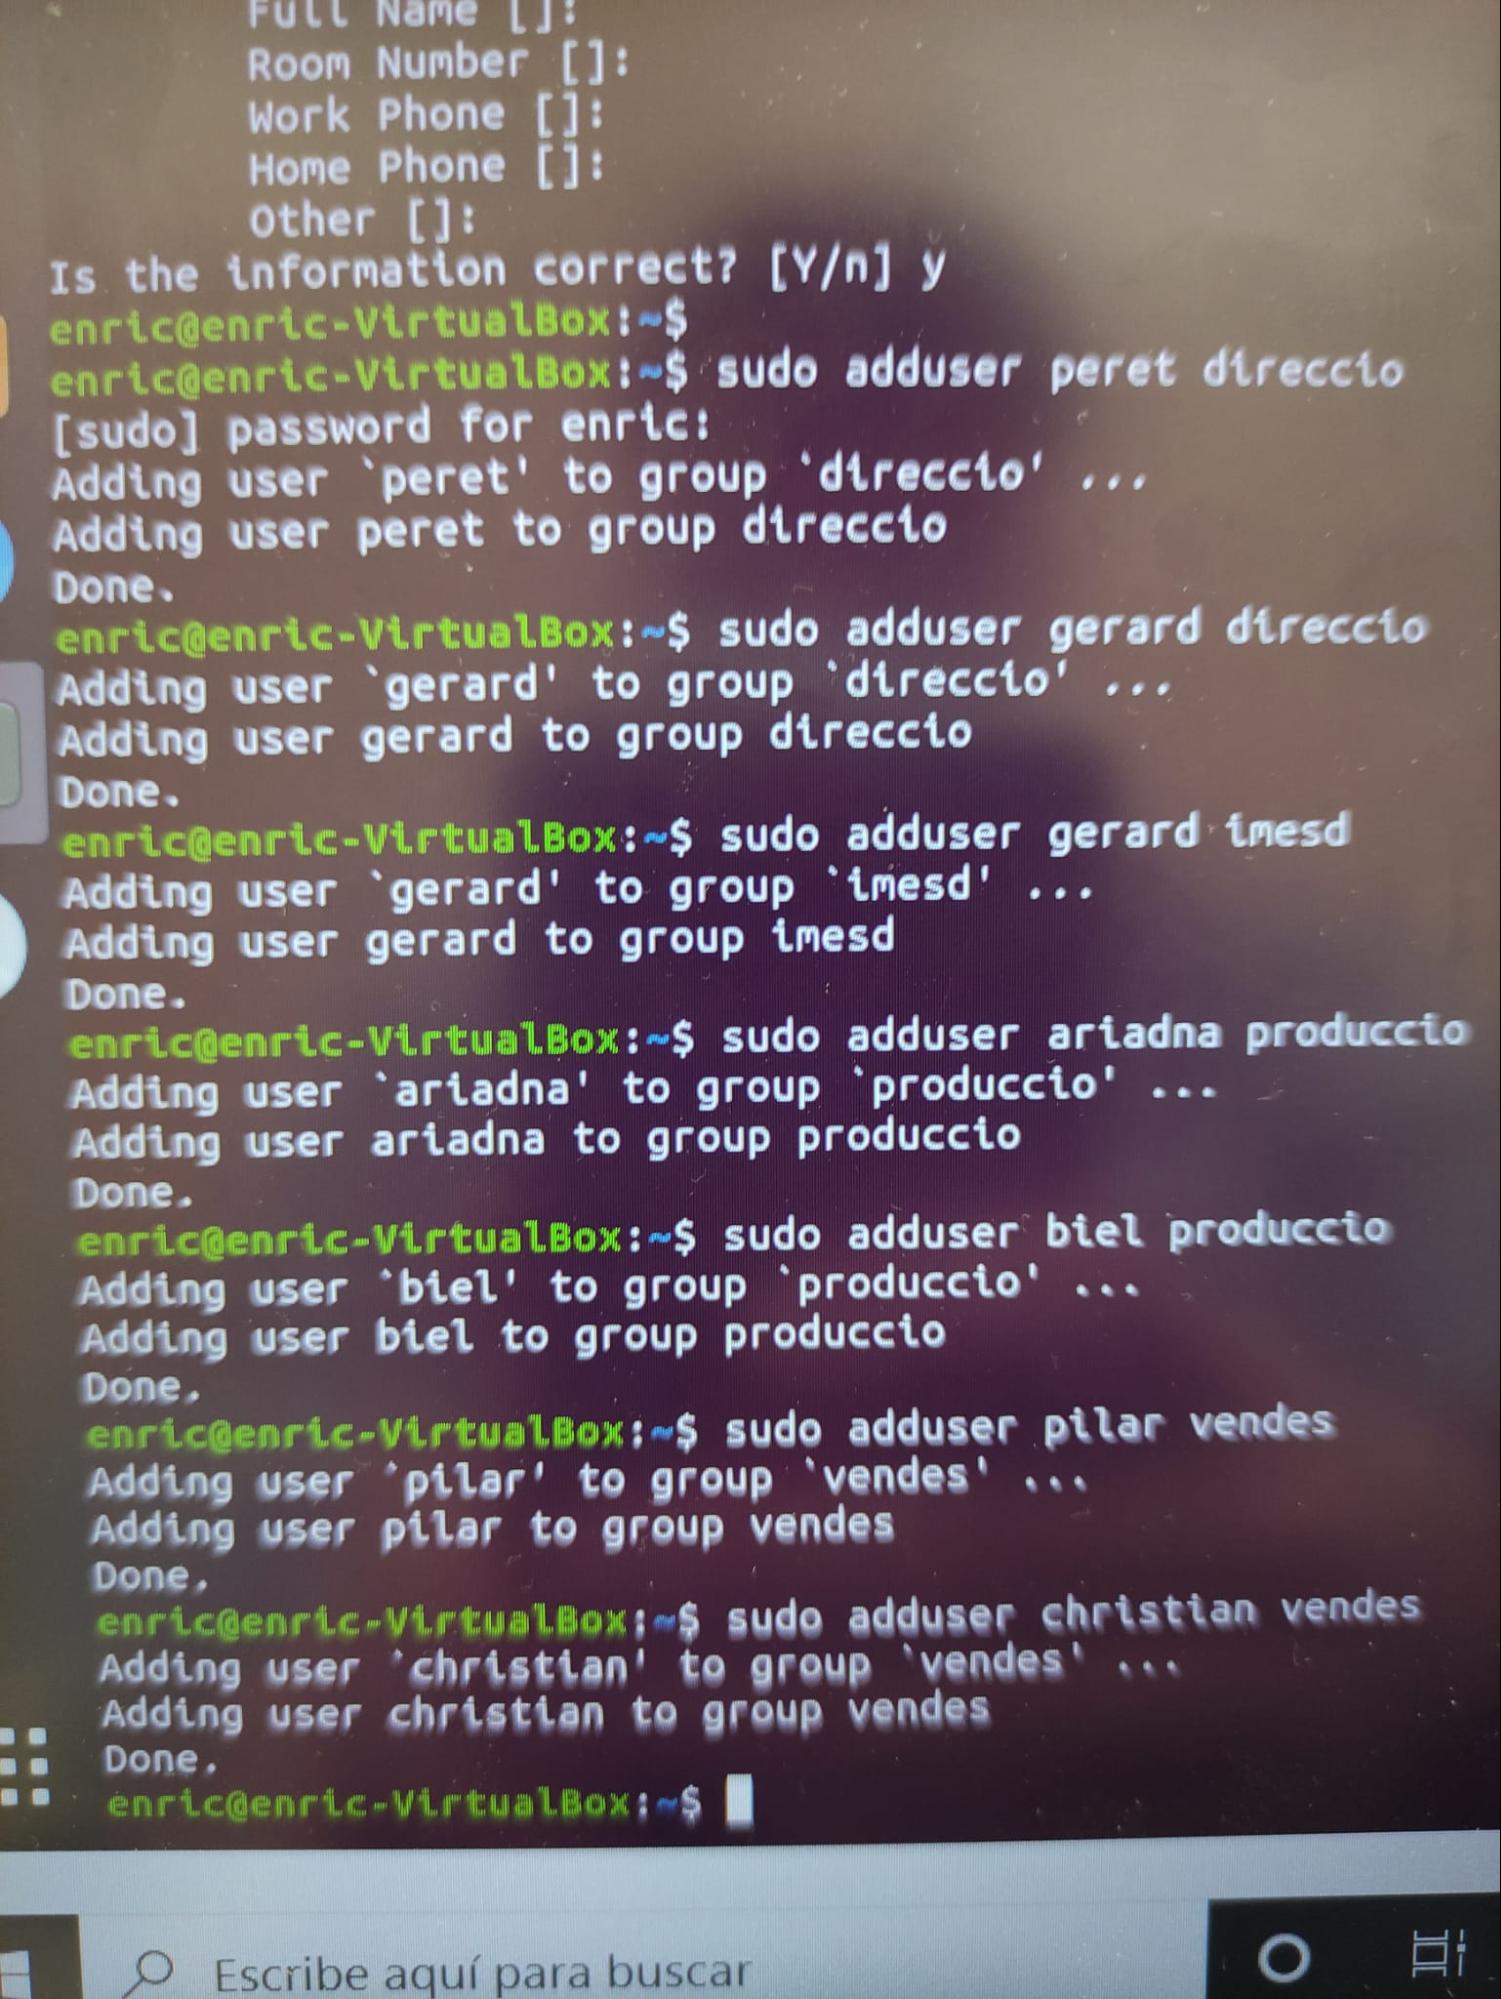 Full Name []:
Room Number []:
Work Phone []:
Home Phone []:
Other []:
Is the information correct? [Y/n] y
enric@enric-VirtualBox:~$
enric@enric-VirtualBox:~$ sudo adduser peret direccio
[sudo] password for enric:
Adding user `peret' to group `direccio' ...
Adding user peret to group direccio
Done.
enric@enric-VirtualBox:~$ sudo adduser gerard direccio
Adding user `gerard' to group `direccio' ...
Adding user gerard to group direccio
Done.
enric@enric-VirtualBox:~$ sudo adduser gerard imesd
Adding user `gerard' to group `imesd' ...
Adding user gerard to group imesd
Done.
enric@enric-VirtualBox:~$ sudo adduser ariadna produccio
Adding user `ariadna' to group `produccio' ...
Adding user ariadna to group produccio
Done.
enric@enric-VirtualBox:~$ sudo adduser biel produccio
Adding user `biel' to group `produccio' ...
Adding user biel to group produccio
Done.
enric@enric-VirtualBox:~$ sudo adduser pilar vendes
Adding user `pilar' to group `vendes' ...
Adding user pilar to group vendes
Done.
enric@enric-VirtualBox:~$ sudo adduser christian vendes
Adding user `christian' to group `vendes' ...
Adding user christian to group vendes
Done.
enric@enric-VirtualBox:~$
Escribe aquí para buscar